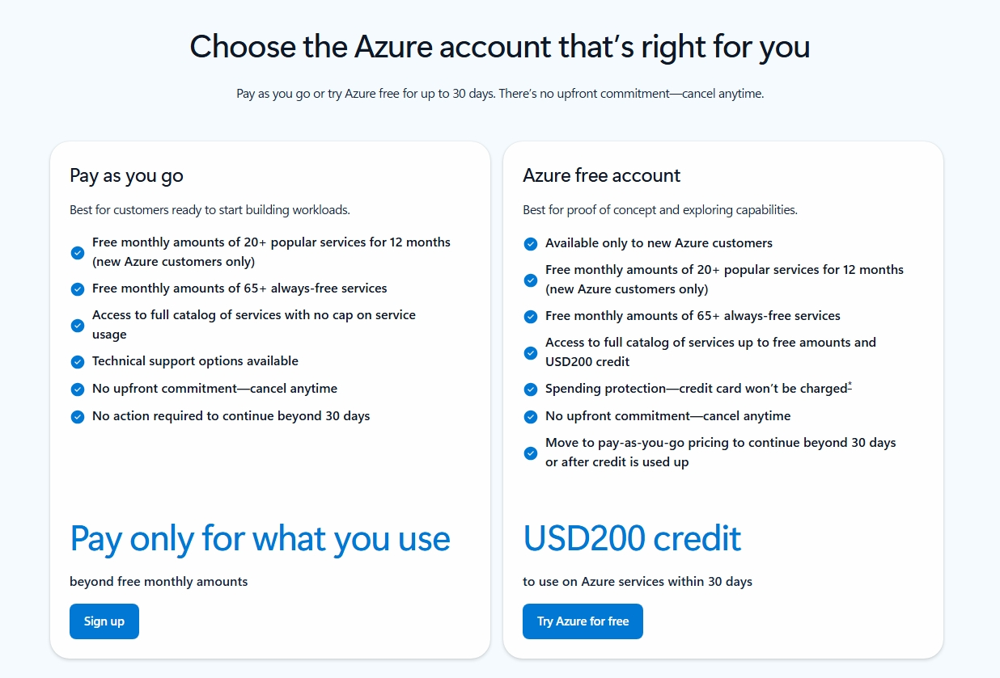 Choose the Azure account that’s right for you
Pay as you go or try Azure free for up to 30 days. There’s no upfront commitment—cancel anytime.
Pay as you go
Best for customers ready to start building workloads.
Free monthly amounts of 20+ popular services for 12 months
(new Azure customers only)
Free monthly amounts of 65+ always-free services
Access to full catalog of services with no cap on service
usage
Technical support options available
No upfront commitment—cancel anytime
No action required to continue beyond 30 days
Pay only for what you use
beyond free monthly amounts
Sign up
Azure free account
Best for proof of concept and exploring capabilities.
Available only to new Azure customers
Free monthly amounts of 20+ popular services for 12 months
(new Azure customers only)
Free monthly amounts of 65+ always-free services
Access to full catalog of services up to free amounts and
USD200 credit
Spending protection—credit card won’t be charged*
No upfront commitment—cancel anytime
Move to pay-as-you-go pricing to continue beyond 30 days
or after credit is used up
USD200 credit
to use on Azure services within 30 days
Try Azure for free